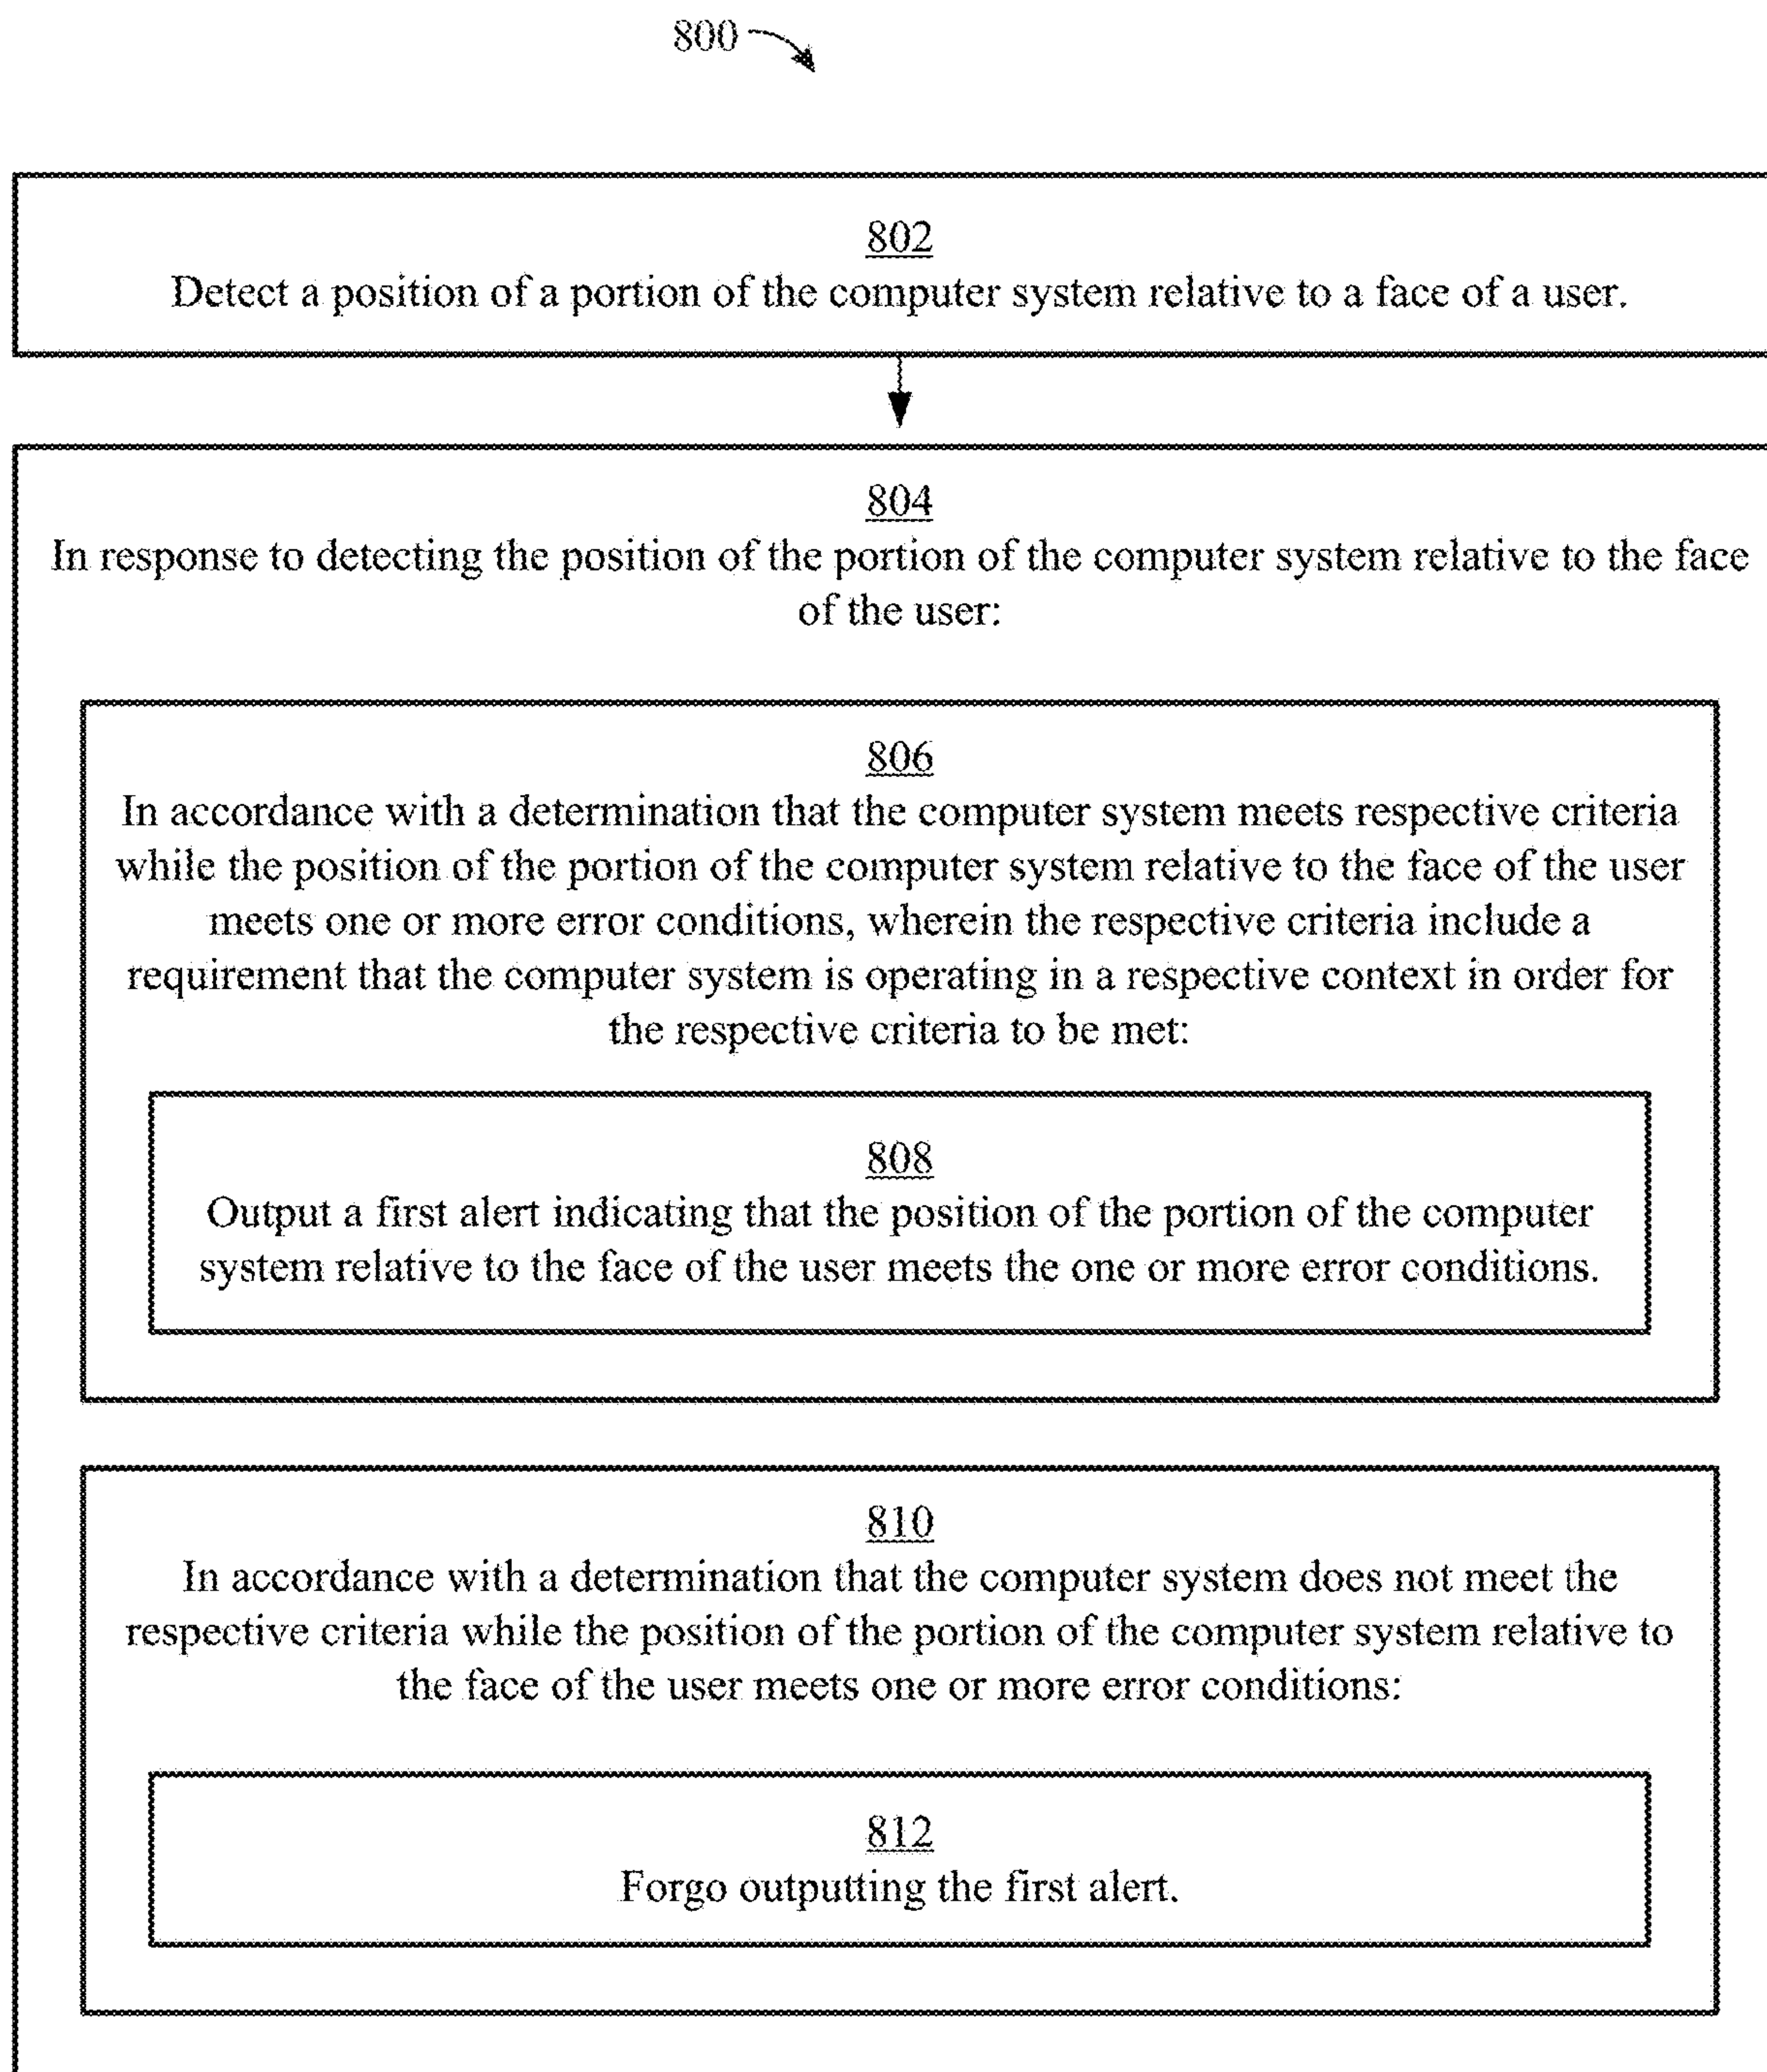 800
802
Detect a position of a portion of the computer system relative to a face of a user.
804
In response to detecting the position of the portion of the computer system relative to the face
of the user:
806
In accordance with a determination that the computer system meets respective criteria
while the position of the portion of the computer system relative to the face of the user
meets one or more error conditions, wherein the respective criteria include a
requirement that the computer system is operating in a respective context in order for
the respective criteria to be met:
808
Output a first alert indicating that the position of the portion of the computer
system relative to the face of the user meets the one or more error conditions.
810
In accordance with a determination that the computer system does not meet the
respective criteria while the position of the portion of the computer system relative to
the face of the user meets one or more error conditions:
812
Forgo outputting the first alert.